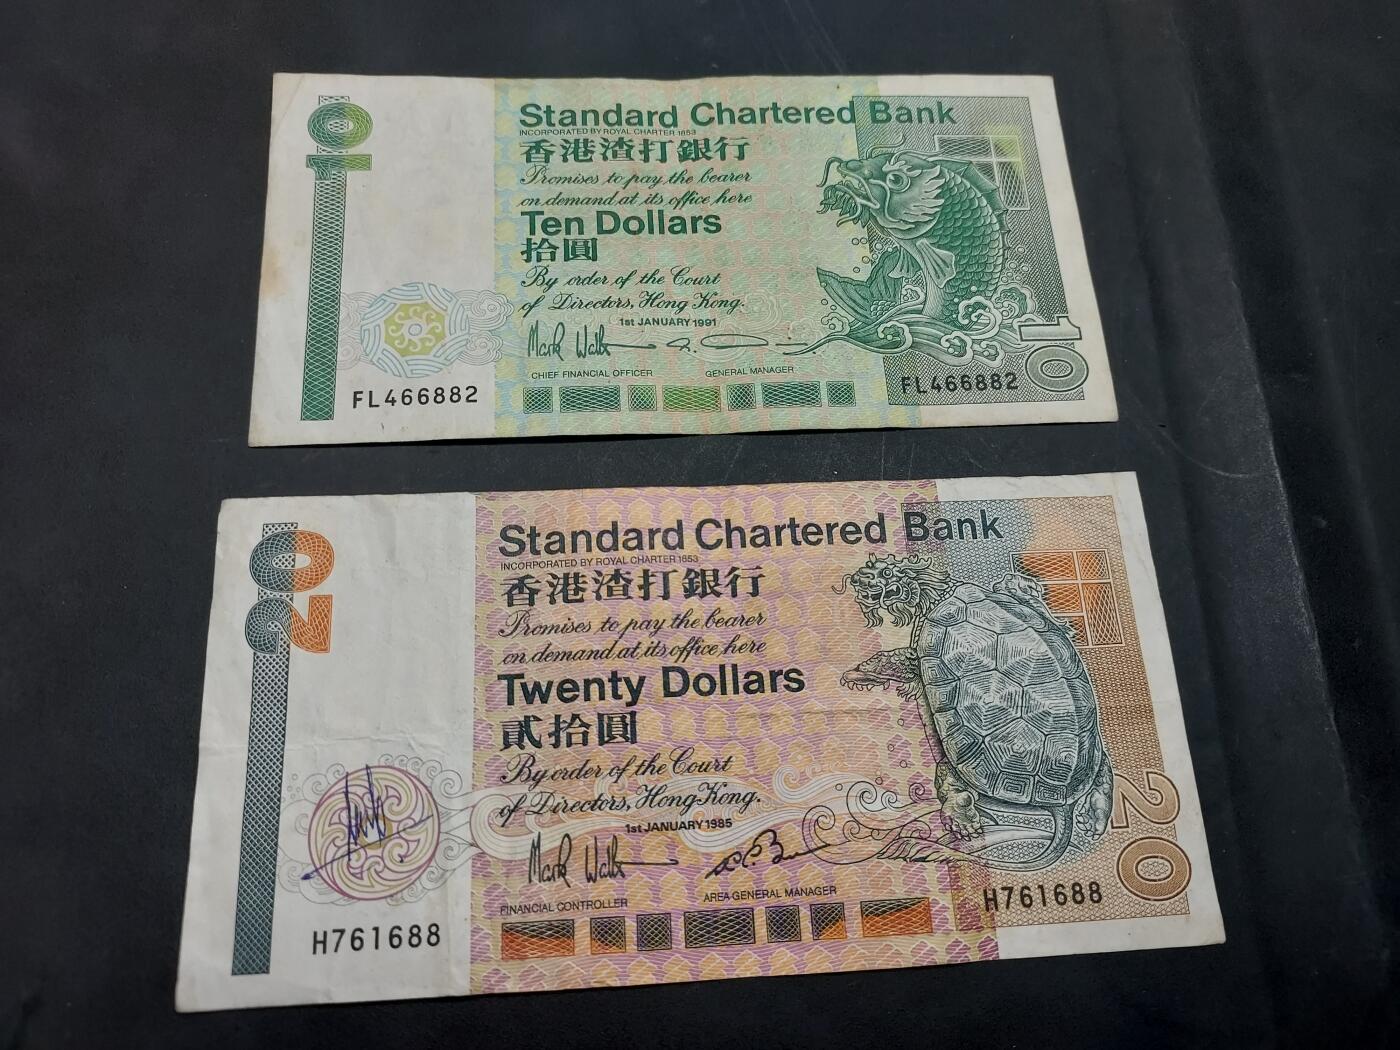 10
Standard Chartered Bank
INCORPORATED BY ROYAL CHARTER 1853
香港渣打銀行
Promises to pay the bearer
on demand at its office here
Ten Dollars
拾圓
By order of the Court
of Directors, Hong Kong.
1st JANUARY 1991
Mark
CHIEF FINANCIAL OFFICER GENERAL MANAGER
FL466882
FL466882
10
20
Standard Chartered Bank
INCORPORATED BY ROYAL CHARTER 1853
香港渣打銀行
Promises to pay the bearer
on demand at its office here
Twenty Dollars
貳拾圓
By order of the Court
of Directors, Hong Kong.
1st JANUARY 1985
Mark
FINANCIAL CONTROLLER AREA GENERAL MANAGER
H761688
H761688
20